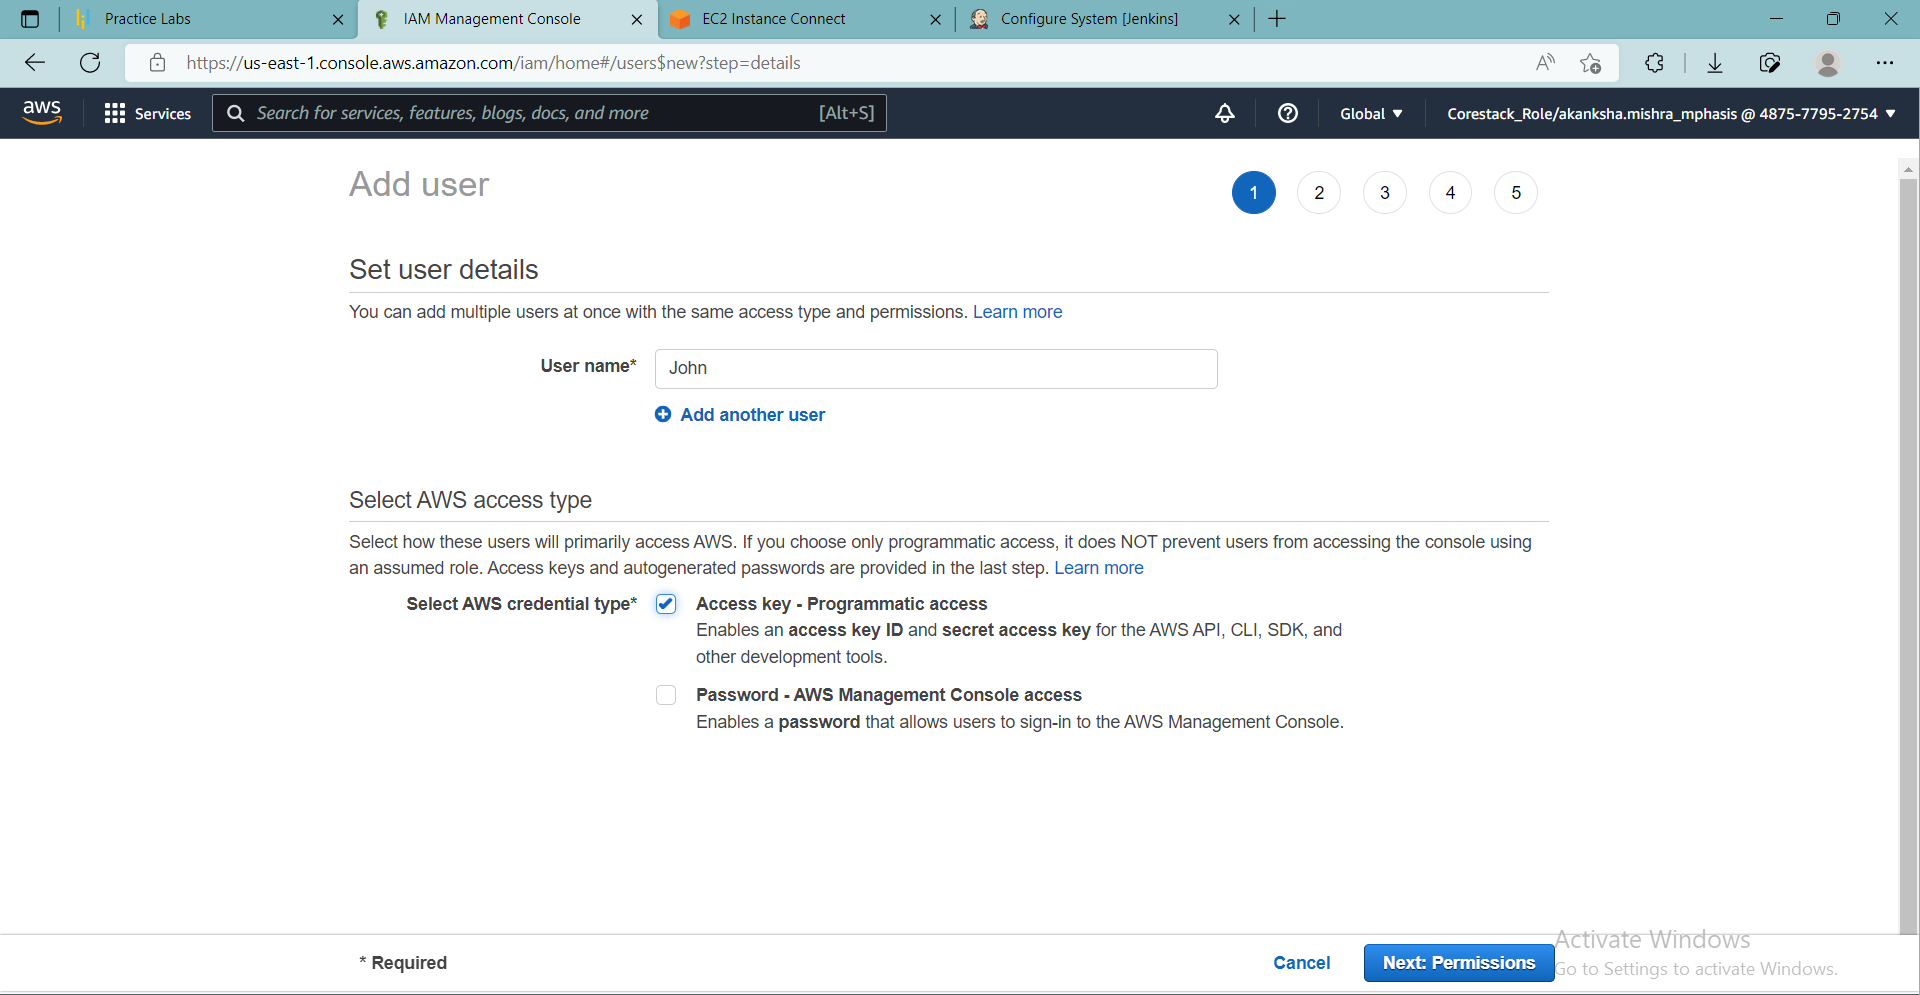 Practice Labs
IAM Management Console
EC2 Instance Connect
Configure System [Jenkins]
https://us-east-1.console.aws.amazon.com/iam/home#/users$new?step=details
aws
Services
Search for services, features, blogs, docs, and more
[Alt+S]
Global
Corestack_Role/akanksha.mishra_mphasis @ 4875-7795-2754
Add user
1
2
3
4
5
Set user details
You can add multiple users at once with the same access type and permissions. Learn more
User name*
John
Add another user
Select AWS access type
Select how these users will primarily access AWS. If you choose only programmatic access, it does NOT prevent users from accessing the console using
an assumed role. Access keys and autogenerated passwords are provided in the last step. Learn more
Select AWS credential type*
Access key - Programmatic access
Enables an access key ID and secret access key for the AWS API, CLI, SDK, and
other development tools.
Password - AWS Management Console access
Enables a password that allows users to sign-in to the AWS Management Console.
* Required
Cancel
Next: Permissions
Activate Windows
Go to Settings to activate Windows.